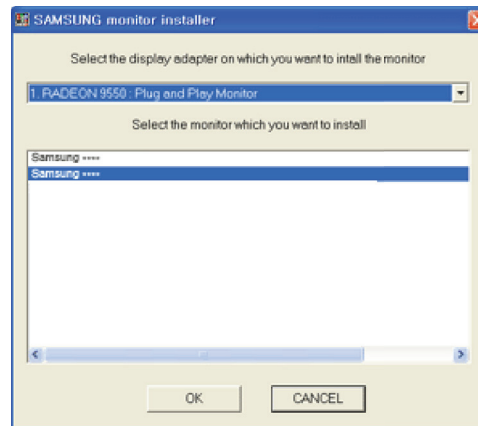 SAMSUNG monitor installer
Select the display adapter on which you want to intall the monitor
1. RADEON 9550 : Plug and Play Monitor
Select the monitor which you want to install
Samsung ----
Samsung ----
OK
CANCEL